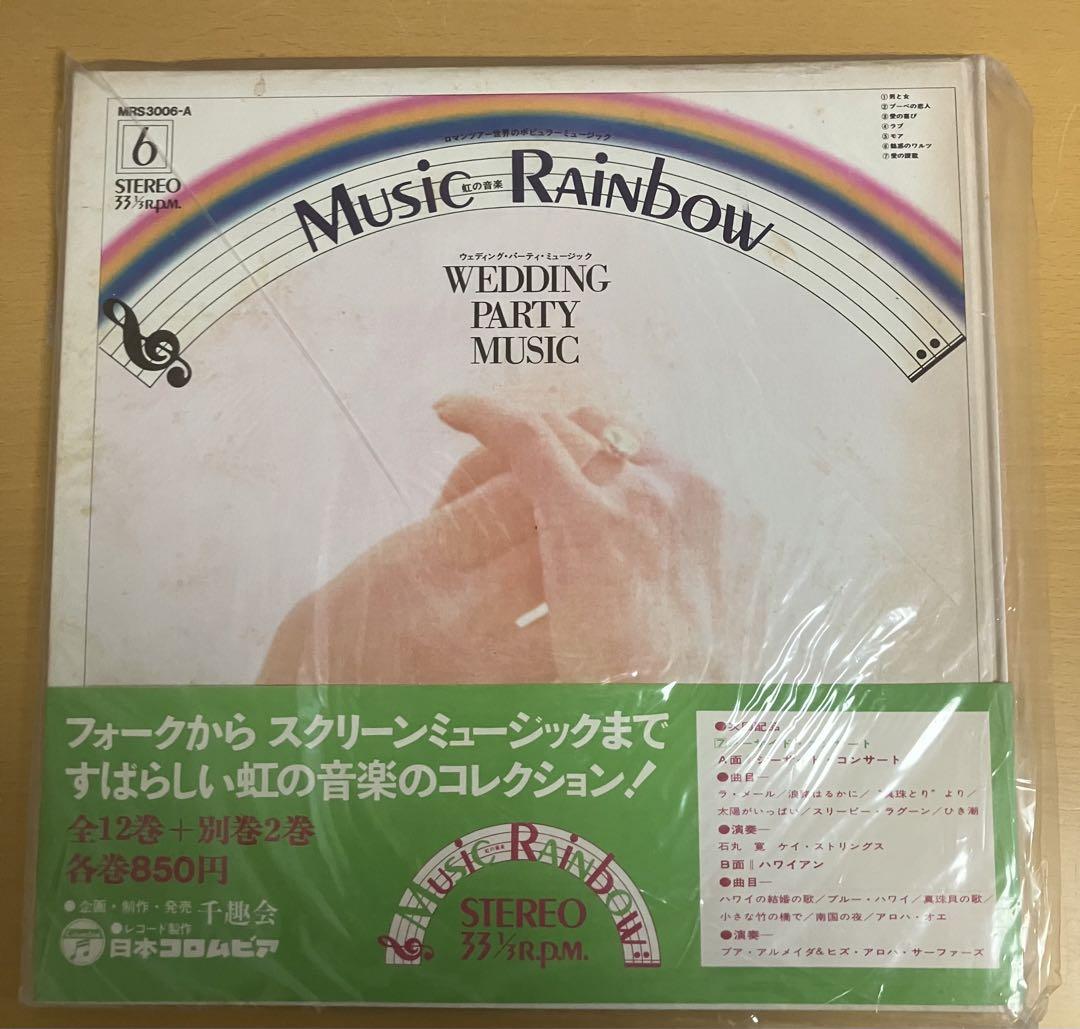 MRS3006-A
6
STEREO
33 1/3 R.P.M.
①男と女
②ブーベの恋人
③愛の喜び
④ラブ
⑤モア
⑥魅惑のワルツ
⑦愛の讃歌
ロマンツアー世界のポピュラーミュージック
Music 虹の音楽 Rainbow
ウェディング・パーティ・ミュージック
WEDDING
PARTY
MUSIC
フォークから スクリーンミュージックまで
すばらしい虹の音楽のコレクション!
全12巻+別巻2巻
各巻850円
●企画・制作・発売 千趣会
●レコード製作
日本コロムビア
Music 虹の音楽 Rainbow
STEREO
33 1/3 R.P.M.
A面
コンサート
●曲目―
ラ・メール/浪路はるかに/“真珠とり”より/
太陽がいっぱい/スリーピー・ラグーン/ひき潮
●演奏―
石丸 寛 ケイ・ストリングス
B面‖ハワイアン
●曲目―
ハワイの結婚の歌/ブルー・ハワイ/真珠貝の歌/
小さな竹の橋で/南国の夜/アロハ・オエ
●演奏―
プア・アルメイダ&ヒズ・アロハ・サーファーズ